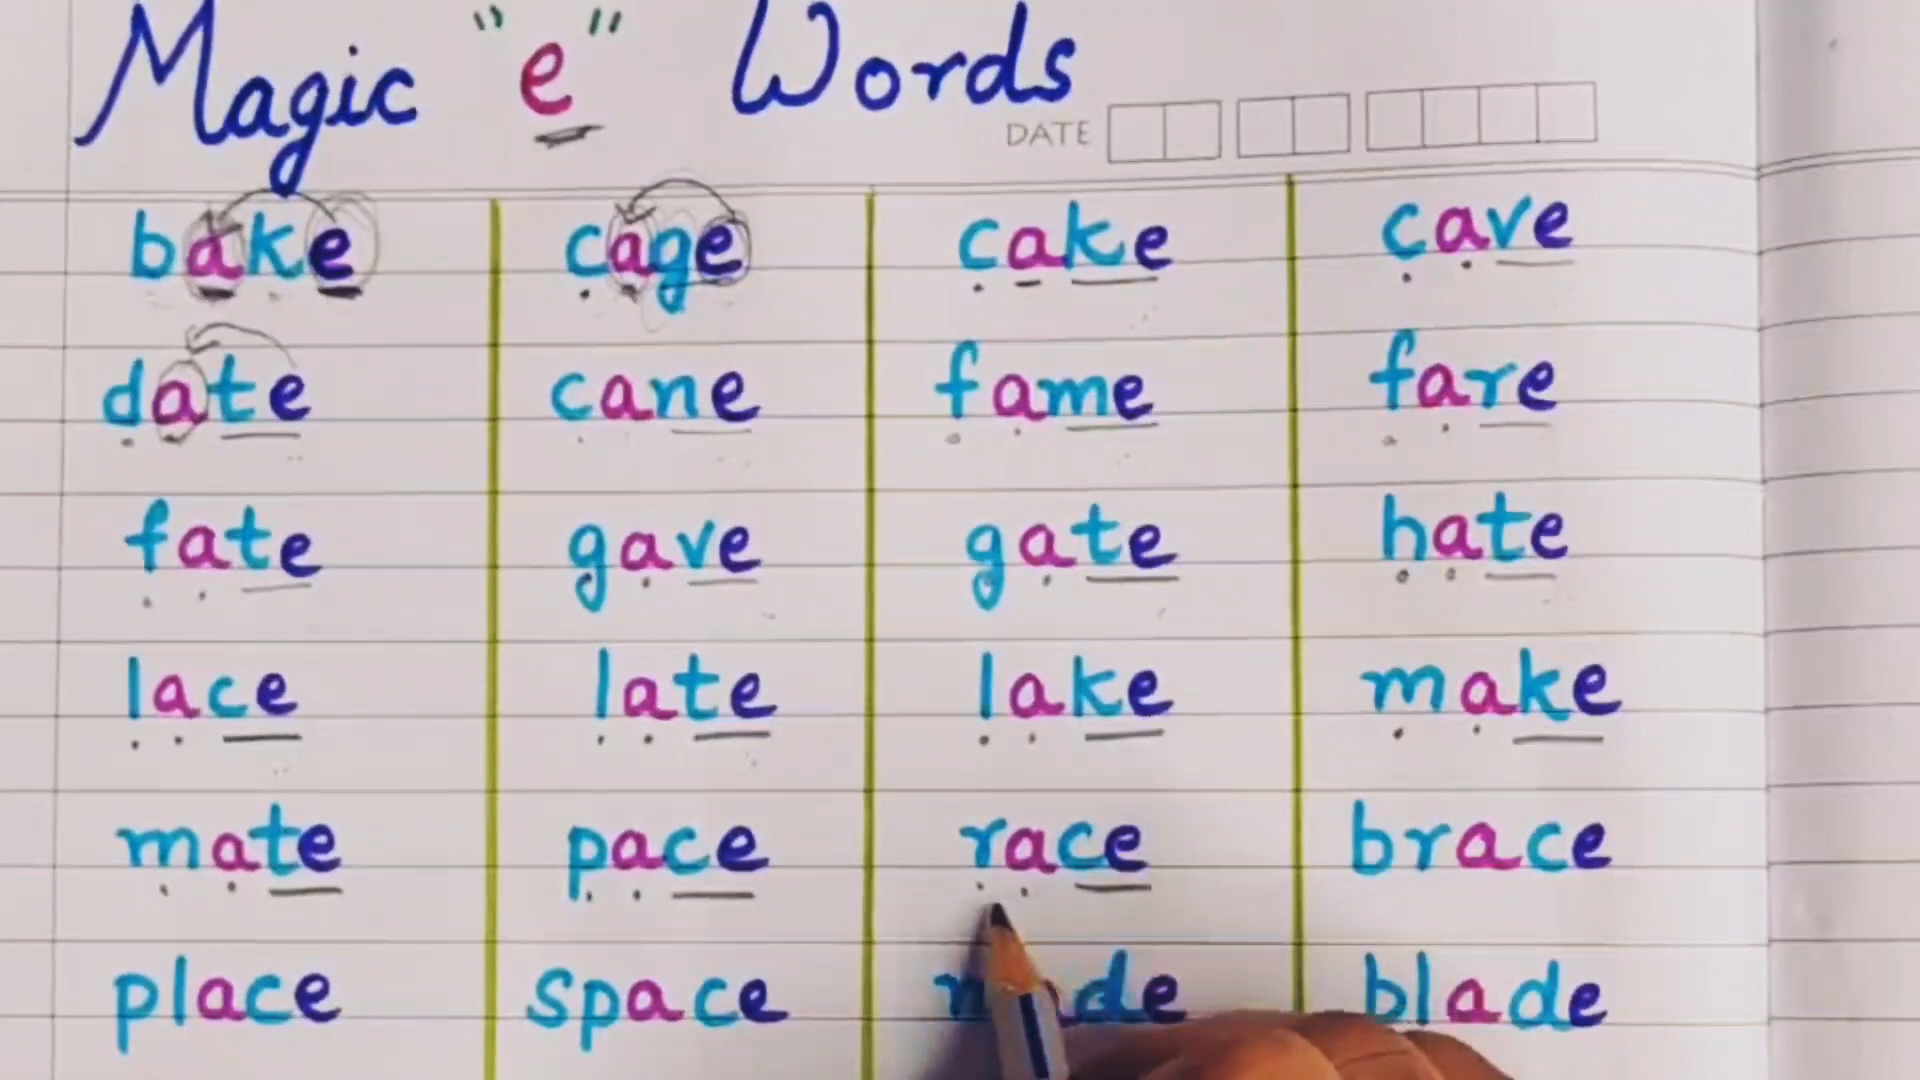 Magic "e" Words
DATE
bake cage cake cave
date cane fame fare
fate gave gate hate
lace late lake make
mate pace race brace
place space blade